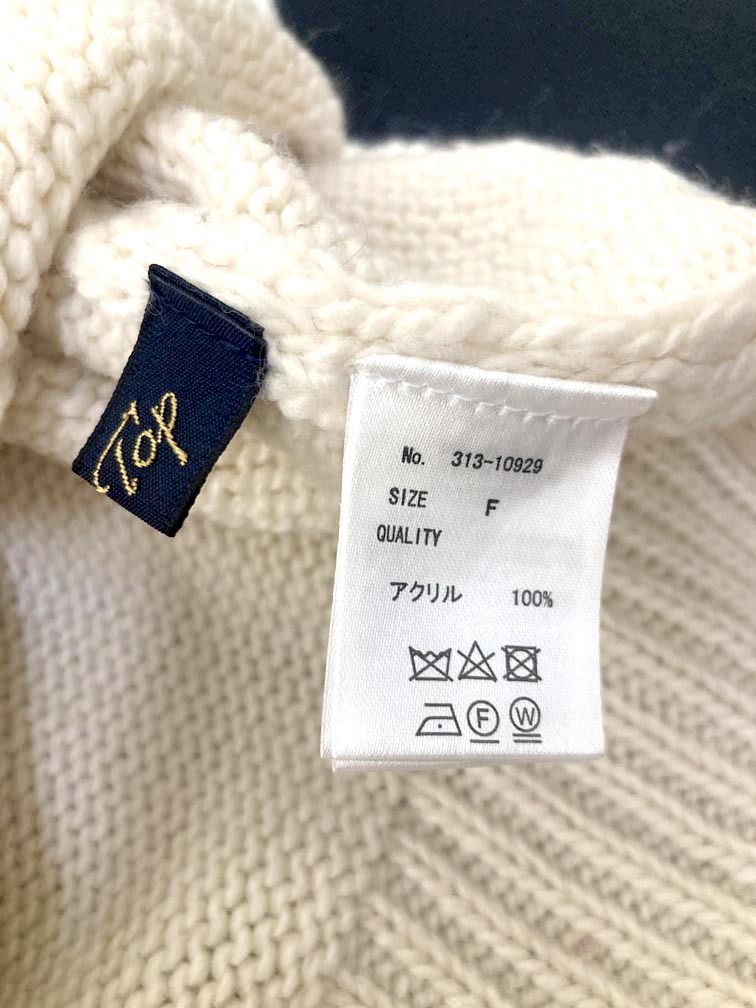 Top
No. 313-10929
SIZE F
QUALITY
アクリル 100%
F W